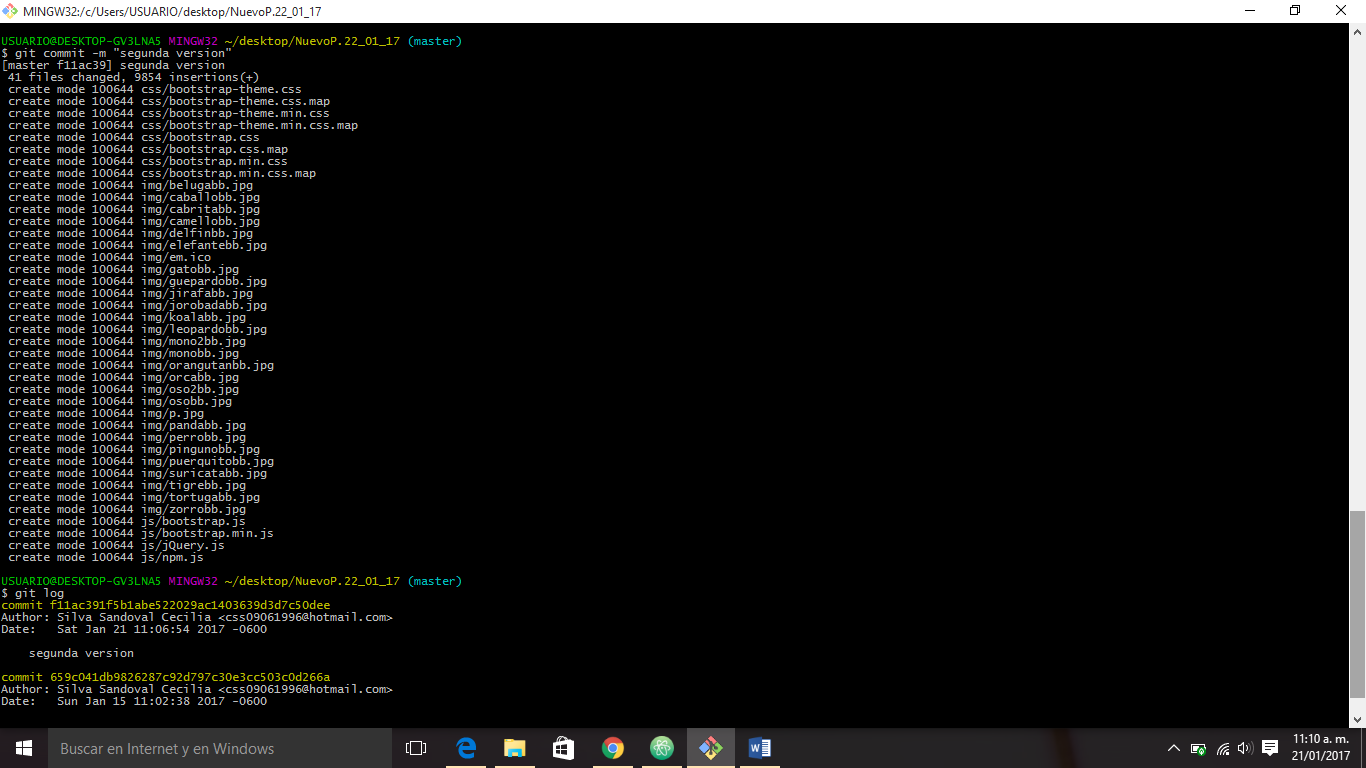 MINGW32:/c/Users/USUARIO/desktop/NuevoP.22_01_17
USUARIO@DESKTOP-GV3LNA5 MINGW32 ~/desktop/NuevoP.22_01_17 (master)
$ git commit -m "segunda version"
[master f11ac39] segunda version
 41 files changed, 9854 insertions(+)
 create mode 100644 css/bootstrap-theme.css
 create mode 100644 css/bootstrap-theme.css.map
 create mode 100644 css/bootstrap-theme.min.css
 create mode 100644 css/bootstrap-theme.min.css.map
 create mode 100644 css/bootstrap.css
 create mode 100644 css/bootstrap.css.map
 create mode 100644 css/bootstrap.min.css
 create mode 100644 css/bootstrap.min.css.map
 create mode 100644 img/belugabb.jpg
 create mode 100644 img/caballobb.jpg
 create mode 100644 img/cabritabb.jpg
 create mode 100644 img/camellobb.jpg
 create mode 100644 img/delfinbb.jpg
 create mode 100644 img/elefantebb.jpg
 create mode 100644 img/em.ico
 create mode 100644 img/gatobb.jpg
 create mode 100644 img/guepardobb.jpg
 create mode 100644 img/jirafabb.jpg
 create mode 100644 img/jorobadabb.jpg
 create mode 100644 img/koalabb.jpg
 create mode 100644 img/leopardobb.jpg
 create mode 100644 img/mono2bb.jpg
 create mode 100644 img/monobb.jpg
 create mode 100644 img/orangutanbb.jpg
 create mode 100644 img/orcabb.jpg
 create mode 100644 img/oso2bb.jpg
 create mode 100644 img/osobb.jpg
 create mode 100644 img/p.jpg
 create mode 100644 img/pandabb.jpg
 create mode 100644 img/perrobb.jpg
 create mode 100644 img/pingunobb.jpg
 create mode 100644 img/puerquitobb.jpg
 create mode 100644 img/suricatabb.jpg
 create mode 100644 img/tigrebb.jpg
 create mode 100644 img/tortugabb.jpg
 create mode 100644 img/zorrobb.jpg
 create mode 100644 js/bootstrap.js
 create mode 100644 js/bootstrap.min.js
 create mode 100644 js/jQuery.js
 create mode 100644 js/npm.js
USUARIO@DESKTOP-GV3LNA5 MINGW32 ~/desktop/NuevoP.22_01_17 (master)
$ git log
commit f11ac391f5b1abe522029ac1403639d3d7c50dee
Author: Silva Sandoval Cecilia <css09061996@hotmail.com>
Date:   Sat Jan 21 11:06:54 2017 -0600
    segunda version
commit 659c041db9826287c92d797c30e3cc503c0d266a
Author: Silva Sandoval Cecilia <css09061996@hotmail.com>
Date:   Sun Jan 15 11:02:38 2017 -0600
Buscar en Internet y en Windows
11:10 a. m.
21/01/2017